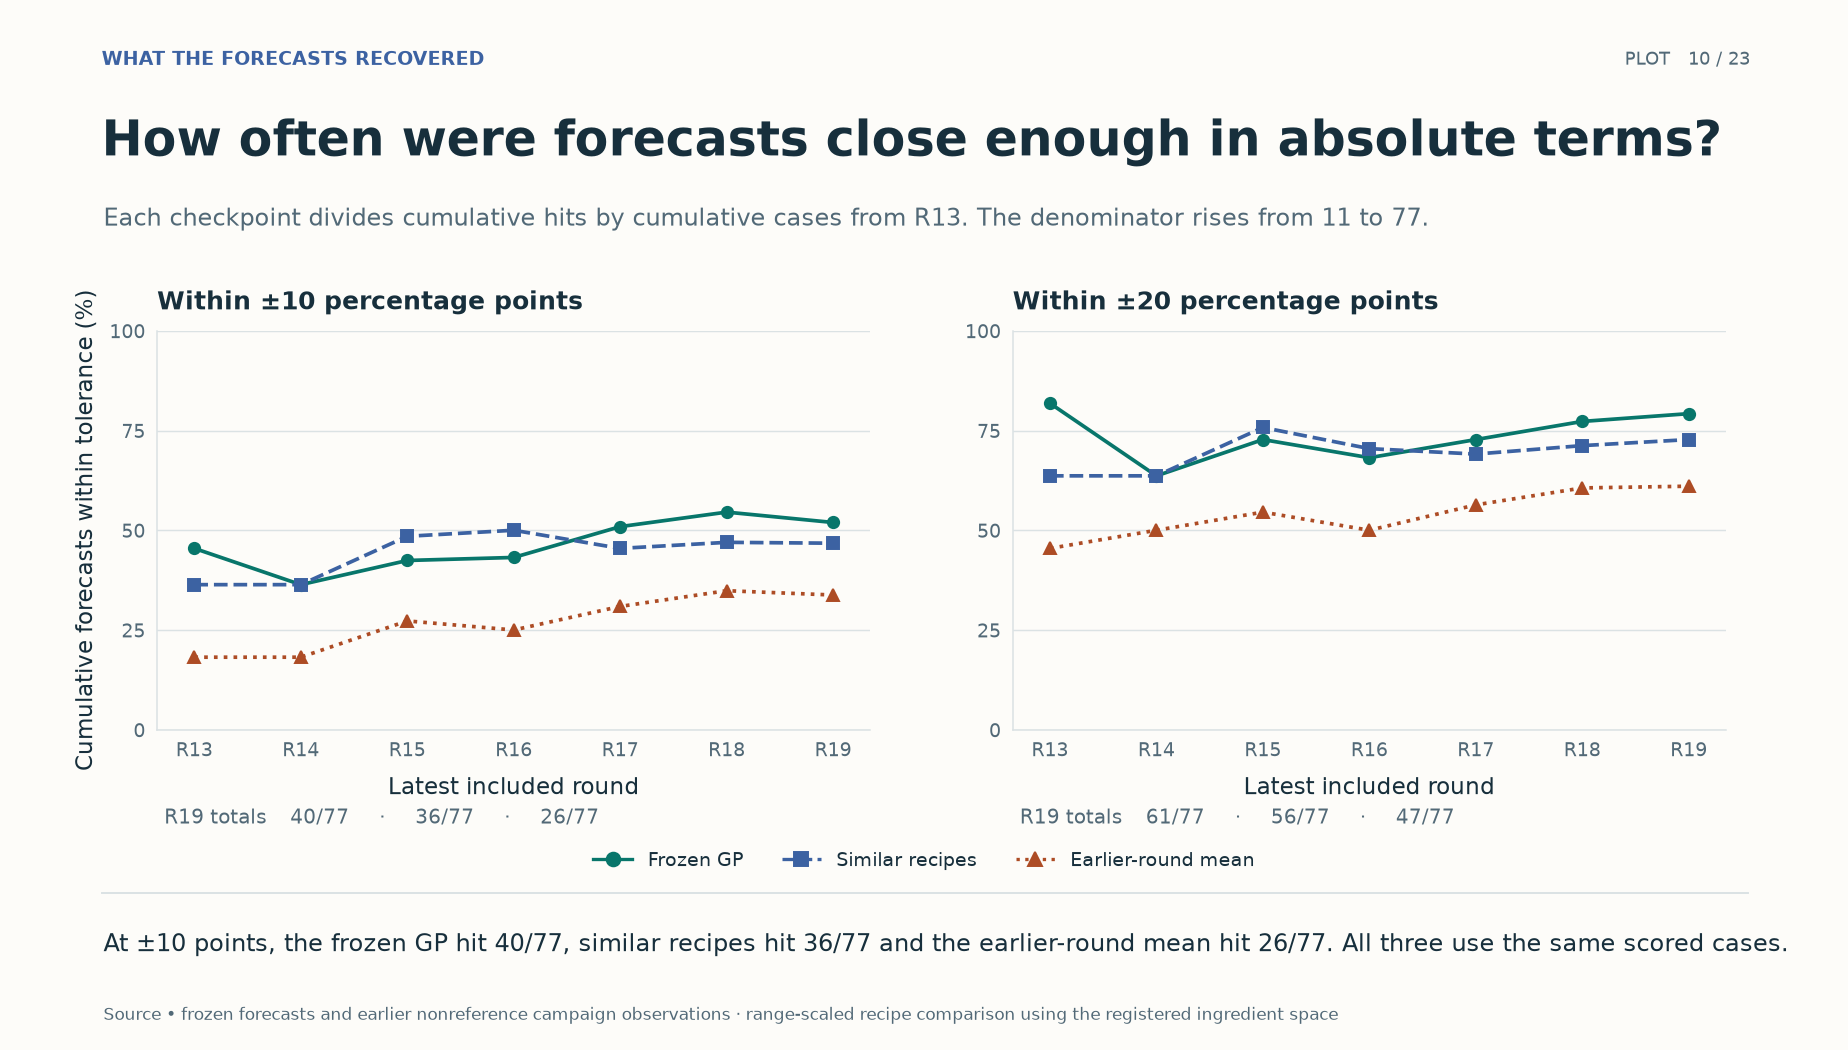 WHAT THE FORECASTS RECOVERED
PLOT 10 / 23
How often were forecasts close enough in absolute terms?
Each checkpoint divides cumulative hits by cumulative cases from R13. The denominator rises from 11 to 77.
Cumulative forecasts within tolerance (%)
Within ±10 percentage points
100
75
50
25
0
R13 R14 R15 R16 R17 R18 R19
Latest included round
R19 totals 40/77 · 36/77 · 26/77
Within ±20 percentage points
100
75
50
25
0
R13 R14 R15 R16 R17 R18 R19
Latest included round
R19 totals 61/77 · 56/77 · 47/77
Frozen GP Similar recipes Earlier-round mean
At ±10 points, the frozen GP hit 40/77, similar recipes hit 36/77 and the earlier-round mean hit 26/77. All three use the same scored cases.
Source • frozen forecasts and earlier nonreference campaign observations · range-scaled recipe comparison using the registered ingredient space